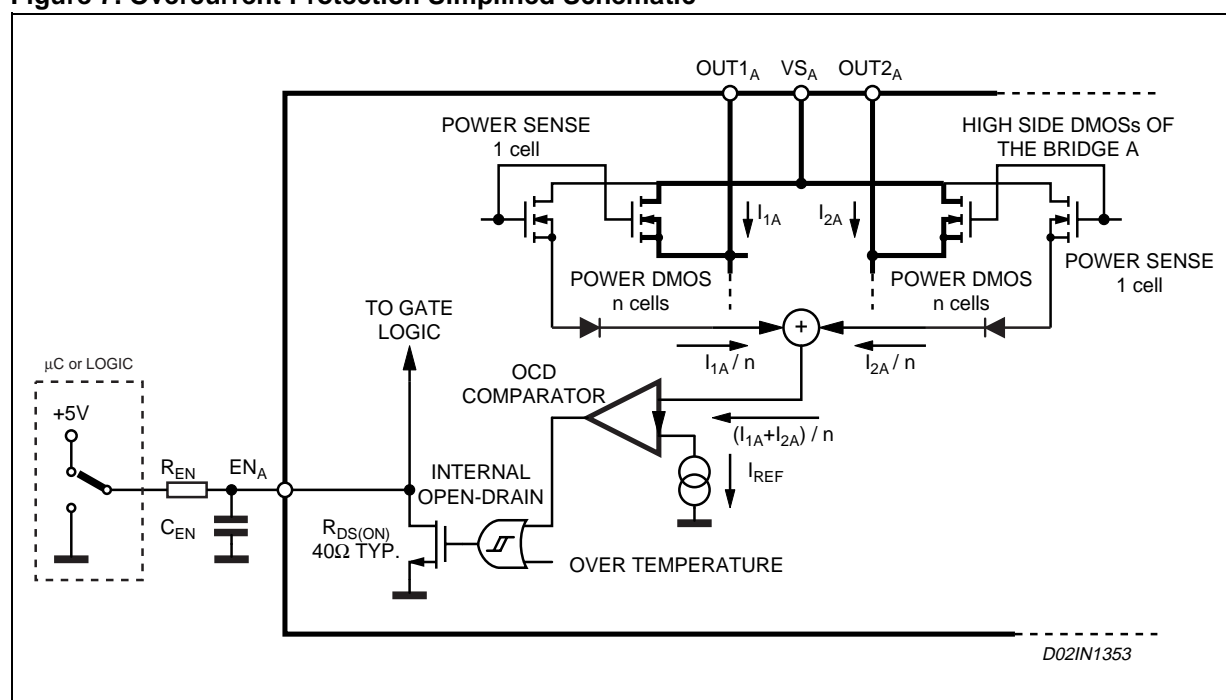 Figure 7. Overcurrent Protection Simplified Schematic
OUT1A VSA OUT2A
POWER SENSE
1 cell
HIGH SIDE DMOSs OF
THE BRIDGE A
I1A
I2A
POWER DMOS
n cells
POWER DMOS
n cells
POWER SENSE
1 cell
TO GATE
LOGIC
+
I1A / n
I2A / n
μC or LOGIC
+5V
OCD
COMPARATOR
(I1A+I2A) / n
IREF
REN
ENA
INTERNAL
OPEN-DRAIN
CEN
RDS(ON)
40Ω TYP.
OVER TEMPERATURE
D02IN1353